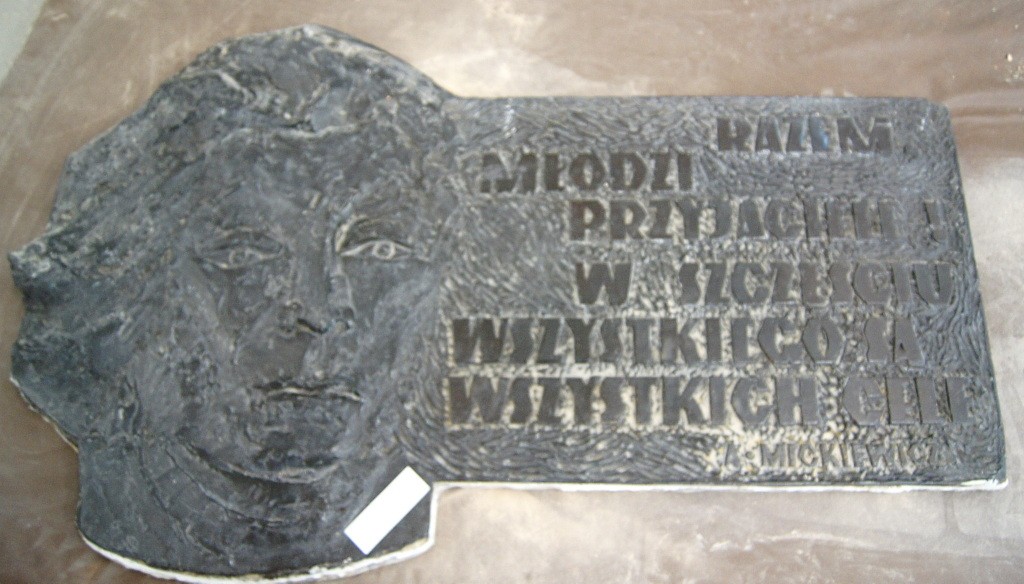 RAZEM
MŁODZI
PRZYJACIELE!
W SZCZĘŚCIU
WSZYSTKIEGO SĄ
WSZYSTKICH CELE
A. MICKIEWICZ